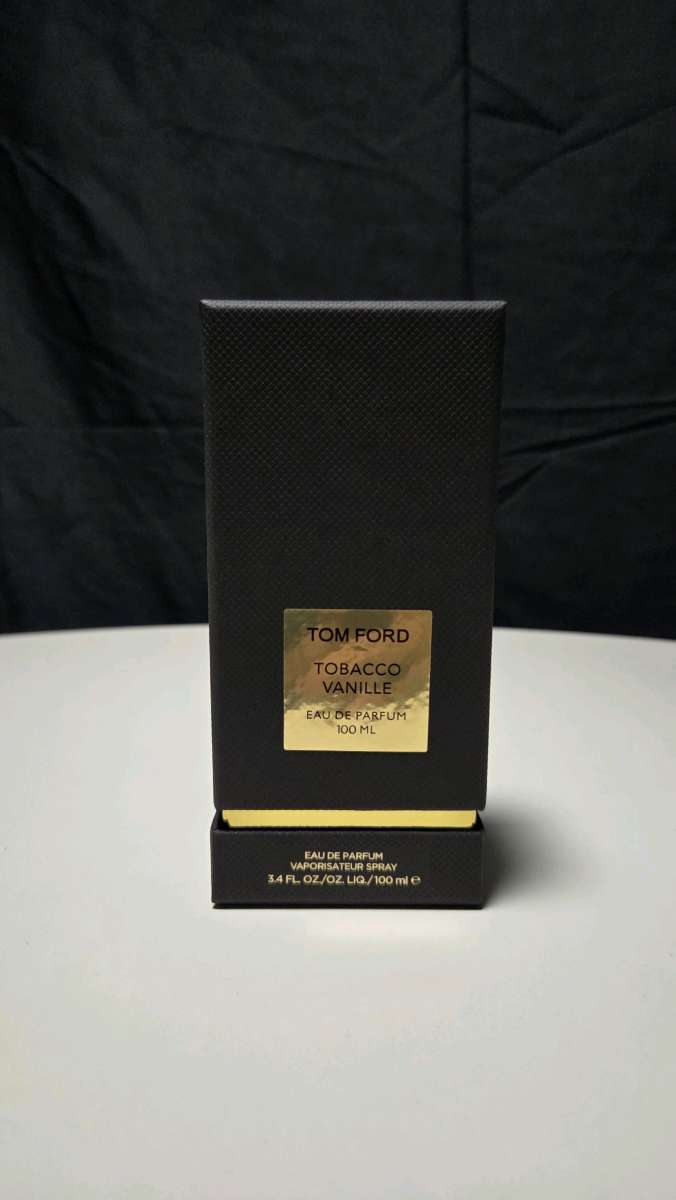 TOM FORD
TOBACCO
VANILLE
EAU DE PARFUM
100 ML
EAU DE PARFUM
VAPORISATEUR SPRAY
3.4 FL. OZ./OZ. LIQ./100 ml ℮